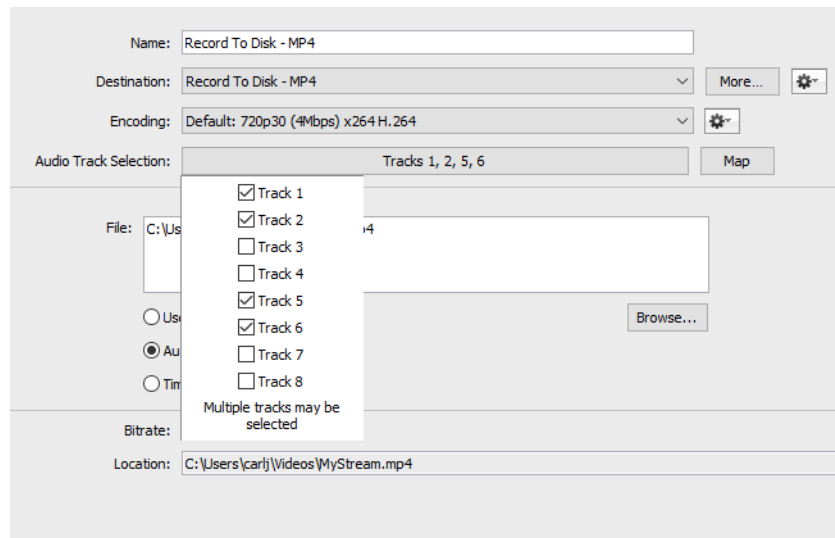 Name: Record To Disk - MP4
Destination: Record To Disk - MP4 More...
Encoding: Default: 720p30 (4Mbps) x264 H.264
Audio Track Selection: Tracks 1, 2, 5, 6 Map
Track 1
Track 2
File: C:\Us
Track 3
Track 4
Track 5
Browse...
Track 6
Track 7
Track 8
Multiple tracks may be
selected
Bitrate:
Location: C:\Users\carlj\Videos\MyStream.mp4